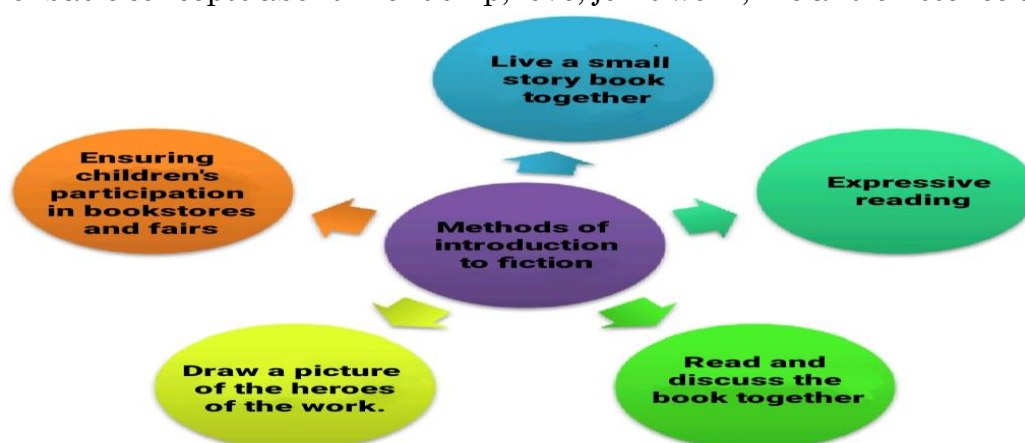 Live a small
story book
together
Ensuring
children's
participation
in bookstores
and fairs
Expressive
reading
Methods of
introduction
to fiction
Draw a picture
of the heroes
of the work.
Read and
discuss the
book together